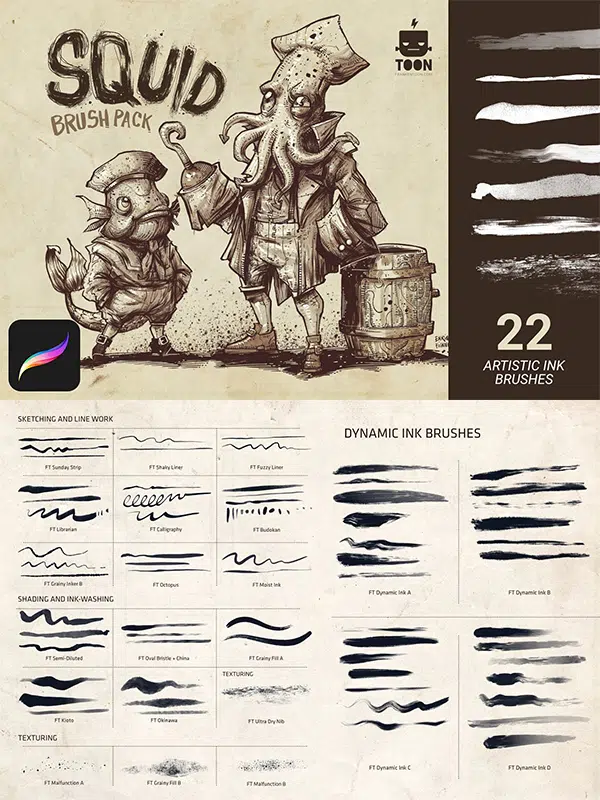 SQUID
BRUSH PACK
TOON
22
ARTISTIC INK
BRUSHES
SKETCHING AND LINE WORK
FT Sunday Strip
FT Shaky Liner
FT Fuzzy Liner
FT Librarian
FT Calligraphy
FT Budokan
FT Grainy Inker B
FT Octopus
FT Moist Ink
SHADING AND INK-WASHING
FT Semi-Diluted
FT Oval Bristle + China
FT Grainy Fill A
FT Kioto
FT Okinawa
TEXTURING
FT Ultra Dry Nib
TEXTURING
FT Malfunction A
FT Grainy Fill B
FT Malfunction B
DYNAMIC INK BRUSHES
FT Dynamic Ink A
FT Dynamic Ink B
FT Dynamic Ink C
FT Dynamic Ink D